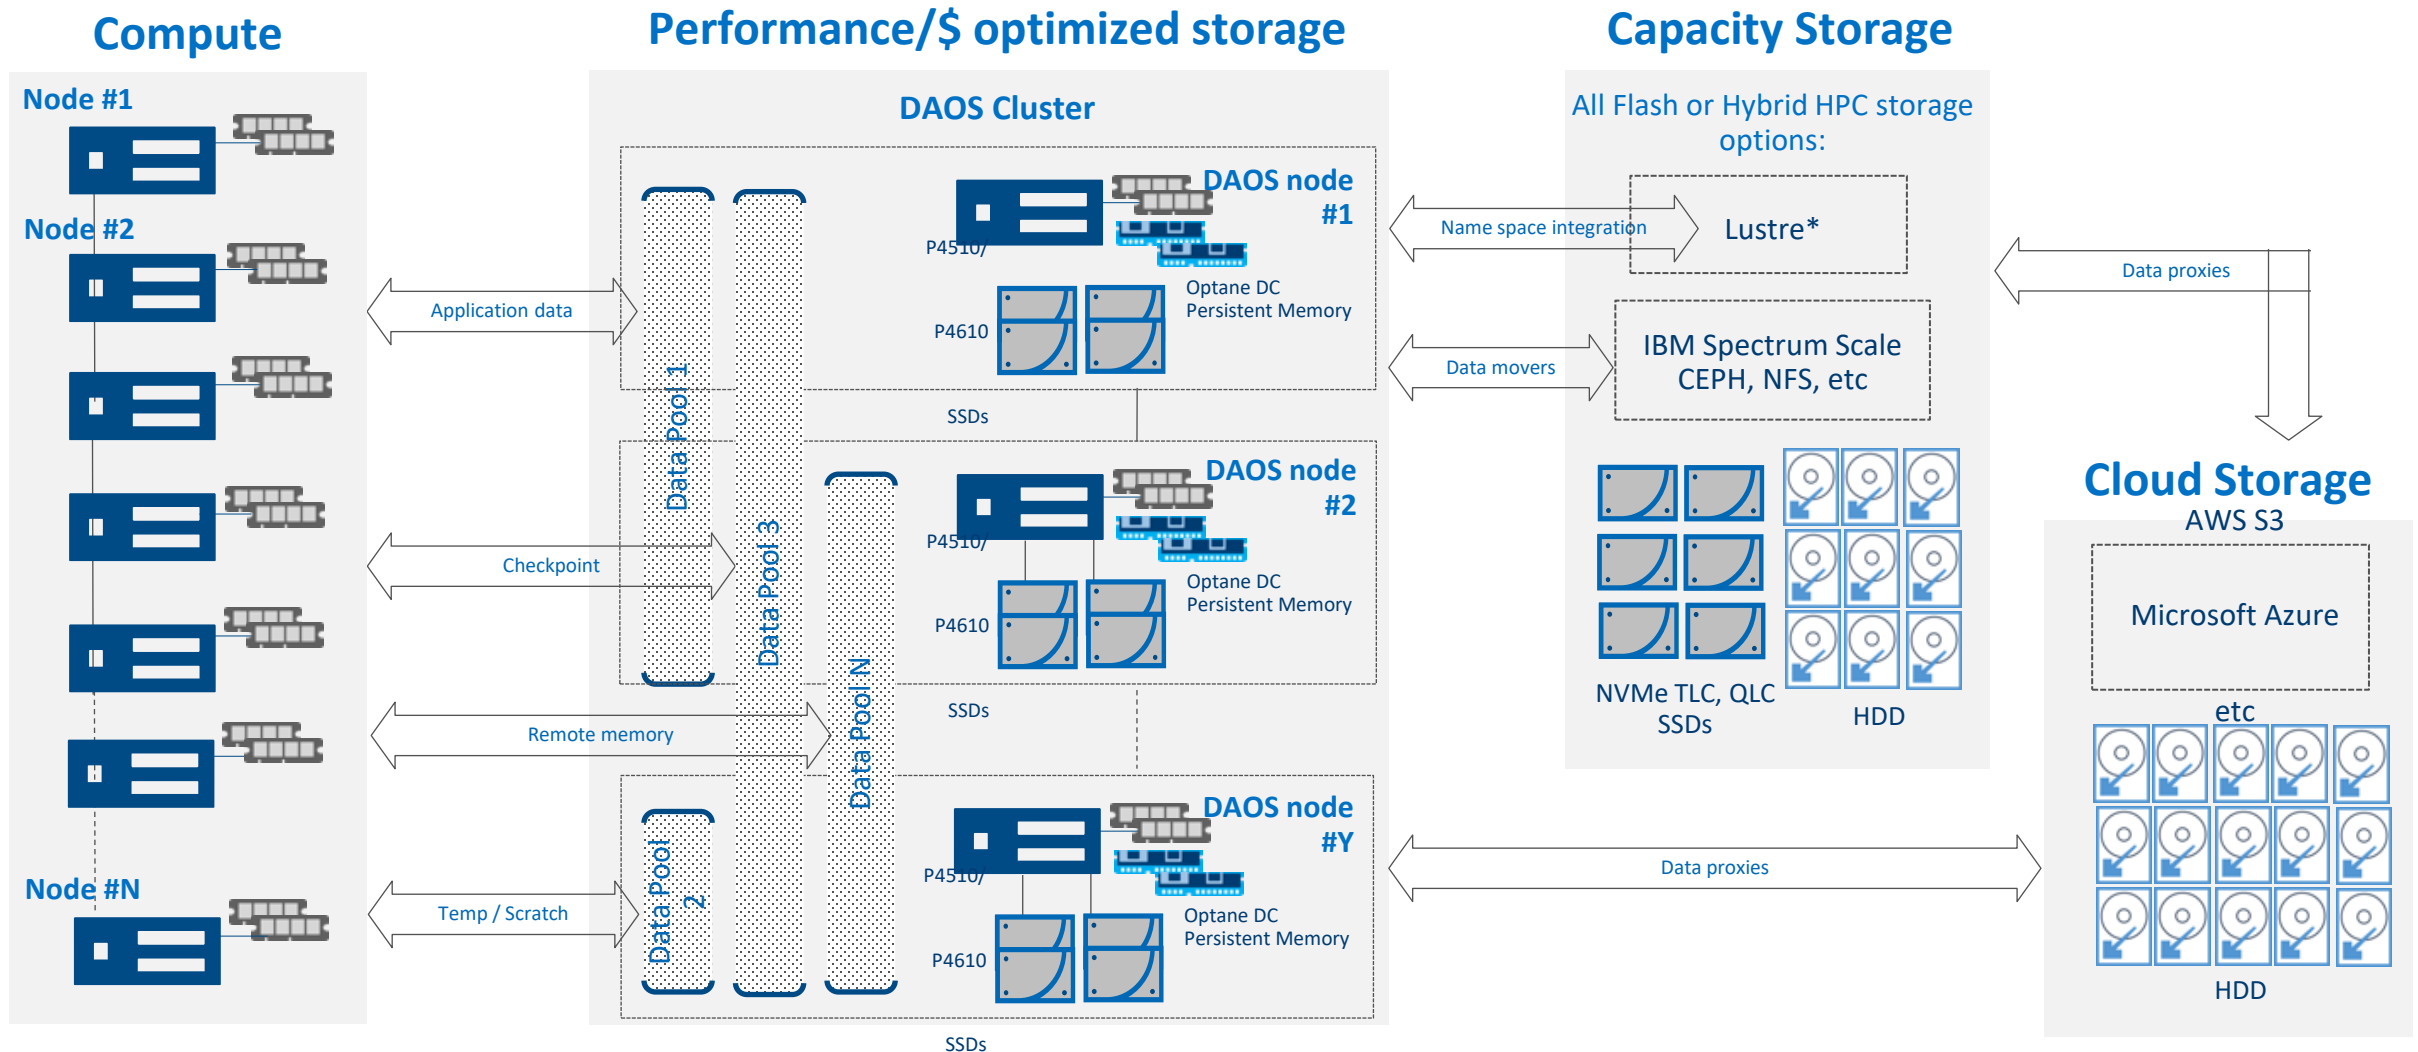 Compute
Node #1
Node #2
Node #N
Application data
Checkpoint
Remote memory
Temp / Scratch
Performance/$ optimized storage
DAOS Cluster
Data Pool 1
Data Pool 3
Data Pool N
Data Pool
2
DAOS node
#1
P4510/
P4610
Optane DC
Persistent Memory
SSDs
DAOS node
#2
P4510/
P4610
Optane DC
Persistent Memory
SSDs
DAOS node
#Y
P4510/
P4610
Optane DC
Persistent Memory
SSDs
Name space integration
Data movers
Data proxies
Capacity Storage
All Flash or Hybrid HPC storage
options:
Lustre*
IBM Spectrum Scale
CEPH, NFS, etc
NVMe TLC, QLC
SSDs
HDD
Data proxies
Cloud Storage
AWS S3
Microsoft Azure
etc
HDD